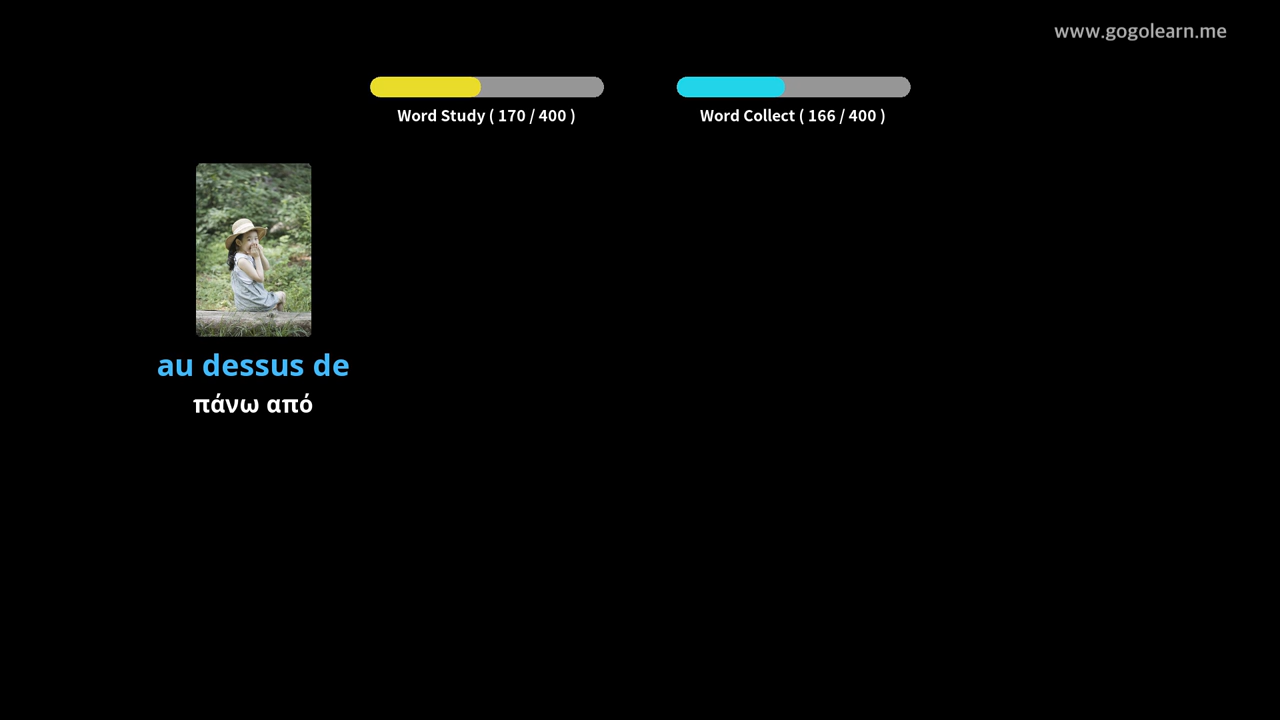 www.gogolearn.me
Word Study ( 170 / 400 )
Word Collect ( 166 / 400 )
au dessus de
πάνω από